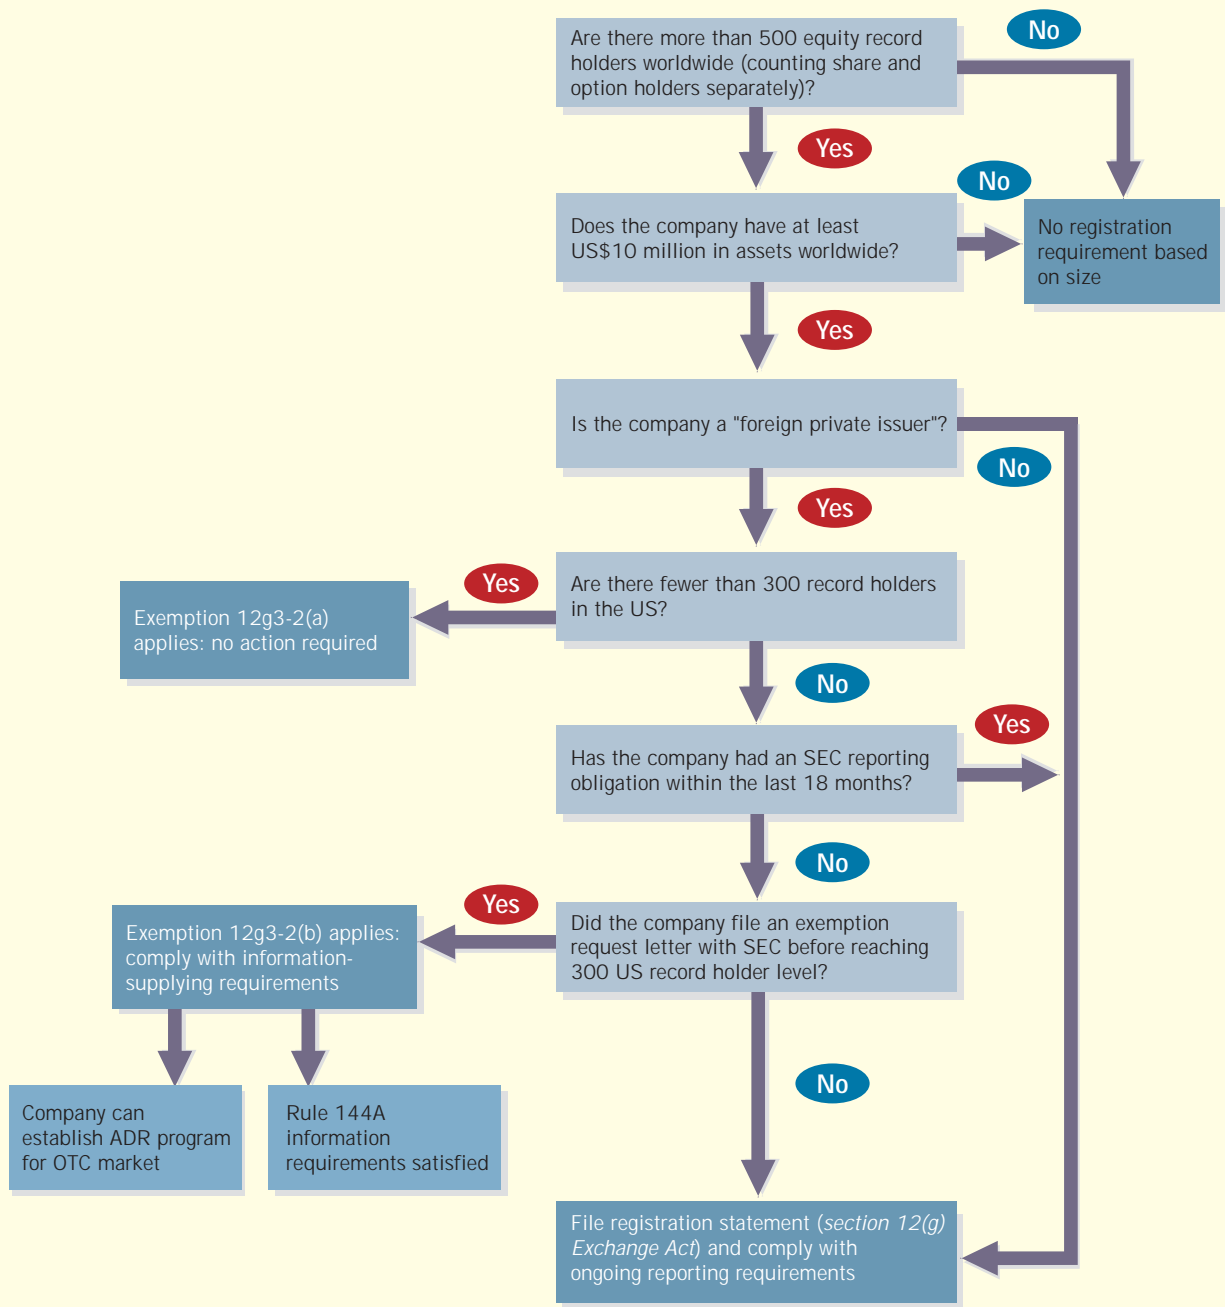 Are there more than 500 equity record
holders worldwide (counting share and
option holders separately)?
No
Yes
Does the company have at least
US$10 million in assets worldwide?
No
No registration
requirement based
on size
Yes
Is the company a "foreign private issuer"?
No
Yes
Are there fewer than 300 record holders
in the US?
Yes
Exemption 12g3-2(a)
applies: no action required
No
Has the company had an SEC reporting
obligation within the last 18 months?
Yes
No
Did the company file an exemption
request letter with SEC before reaching
300 US record holder level?
Yes
Exemption 12g3-2(b) applies:
comply with information-
supplying requirements
Company can
establish ADR program
for OTC market
Rule 144A
information
requirements satisfied
No
File registration statement (section 12(g)
Exchange Act) and comply with
ongoing reporting requirements